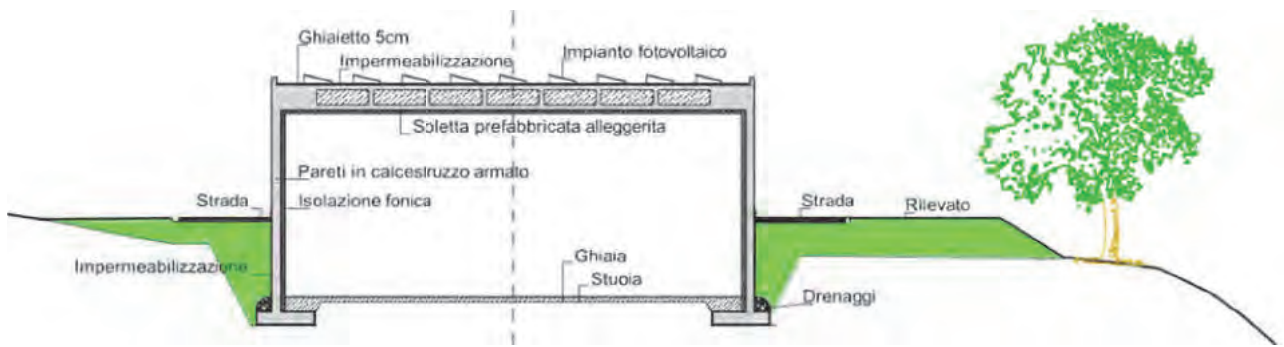 Ghiaietto 5cm
Impermeabilizzazione
Impianto fotovoltaico
Soletta prefabbricata alleggerita
Pareti in calcestruzzo armato
Strada
Isolazione fonica
Strada
Rilevato
Impermeabilizzazione
Ghiaia
Stuoia
Drenaggi